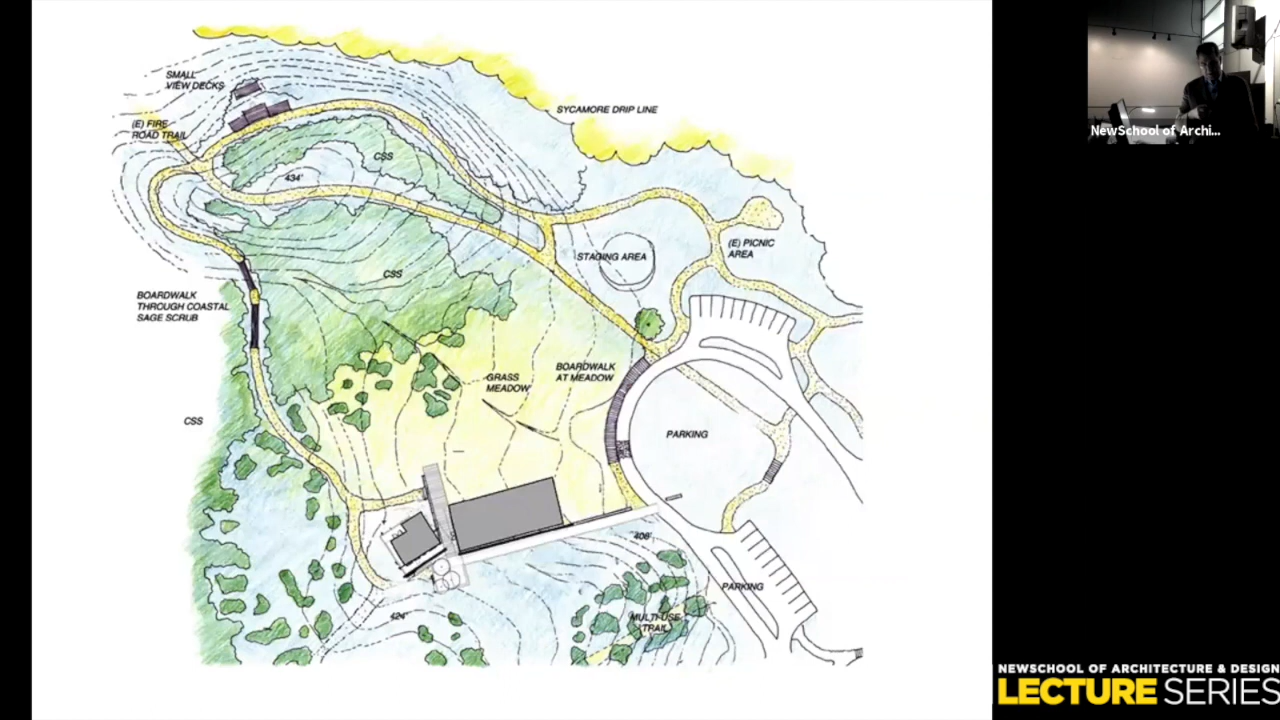 SMALL
VIEW DECKS
(E) FIRE
ROAD TRAIL
SYCAMORE DRIP LINE
CSS
434'
STAGING AREA
(E) PICNIC
AREA
CSS
BOARDWALK
THROUGH COASTAL
SAGE SCRUB
GRASS
MEADOW
BOARDWALK
AT MEADOW
CSS
PARKING
408'
PARKING
424'
MULTI-USE
TRAIL
NewSchool of Archi...
NEWSCHOOL OF ARCHITECTURE & DESIGN
LECTURE SERIES